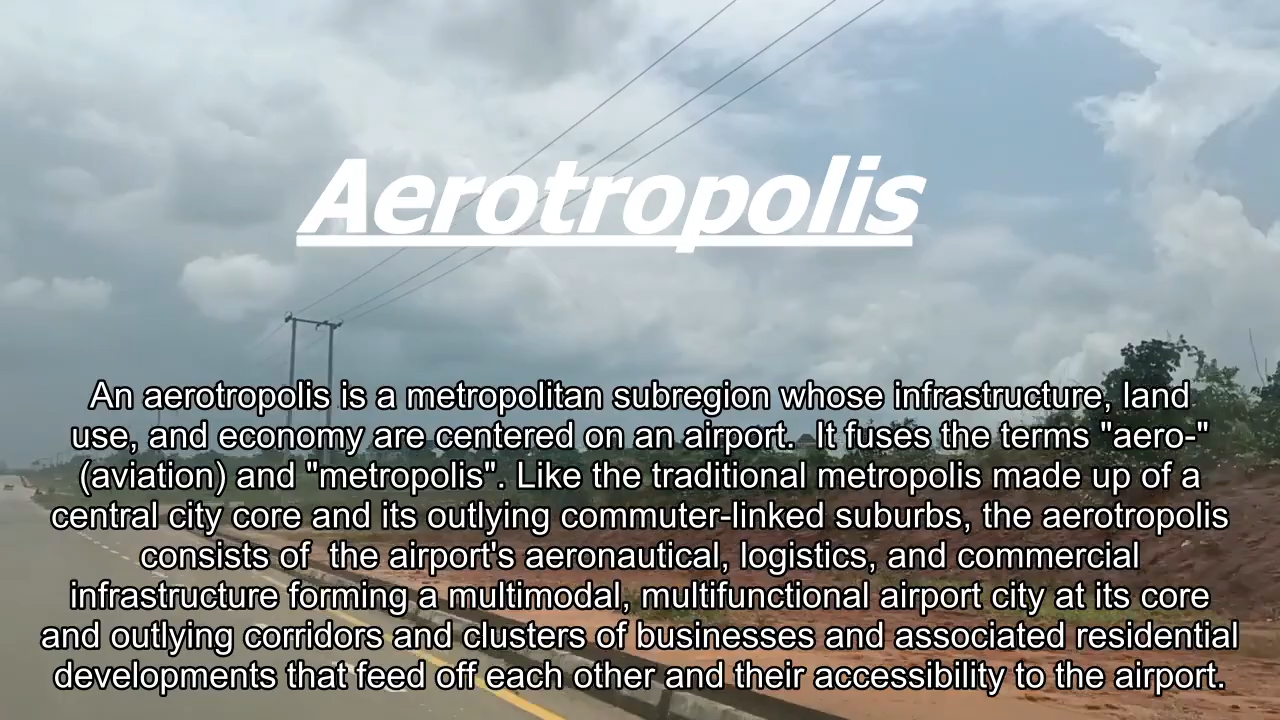 Aerotropolis
An aerotropolis is a metropolitan subregion whose infrastructure, land
use, and economy are centered on an airport.  It fuses the terms "aero-"
(aviation) and "metropolis". Like the traditional metropolis made up of a
central city core and its outlying commuter-linked suburbs, the aerotropolis
consists of  the airport's aeronautical, logistics, and commercial
infrastructure forming a multimodal, multifunctional airport city at its core
and outlying corridors and clusters of businesses and associated residential
developments that feed off each other and their accessibility to the airport.